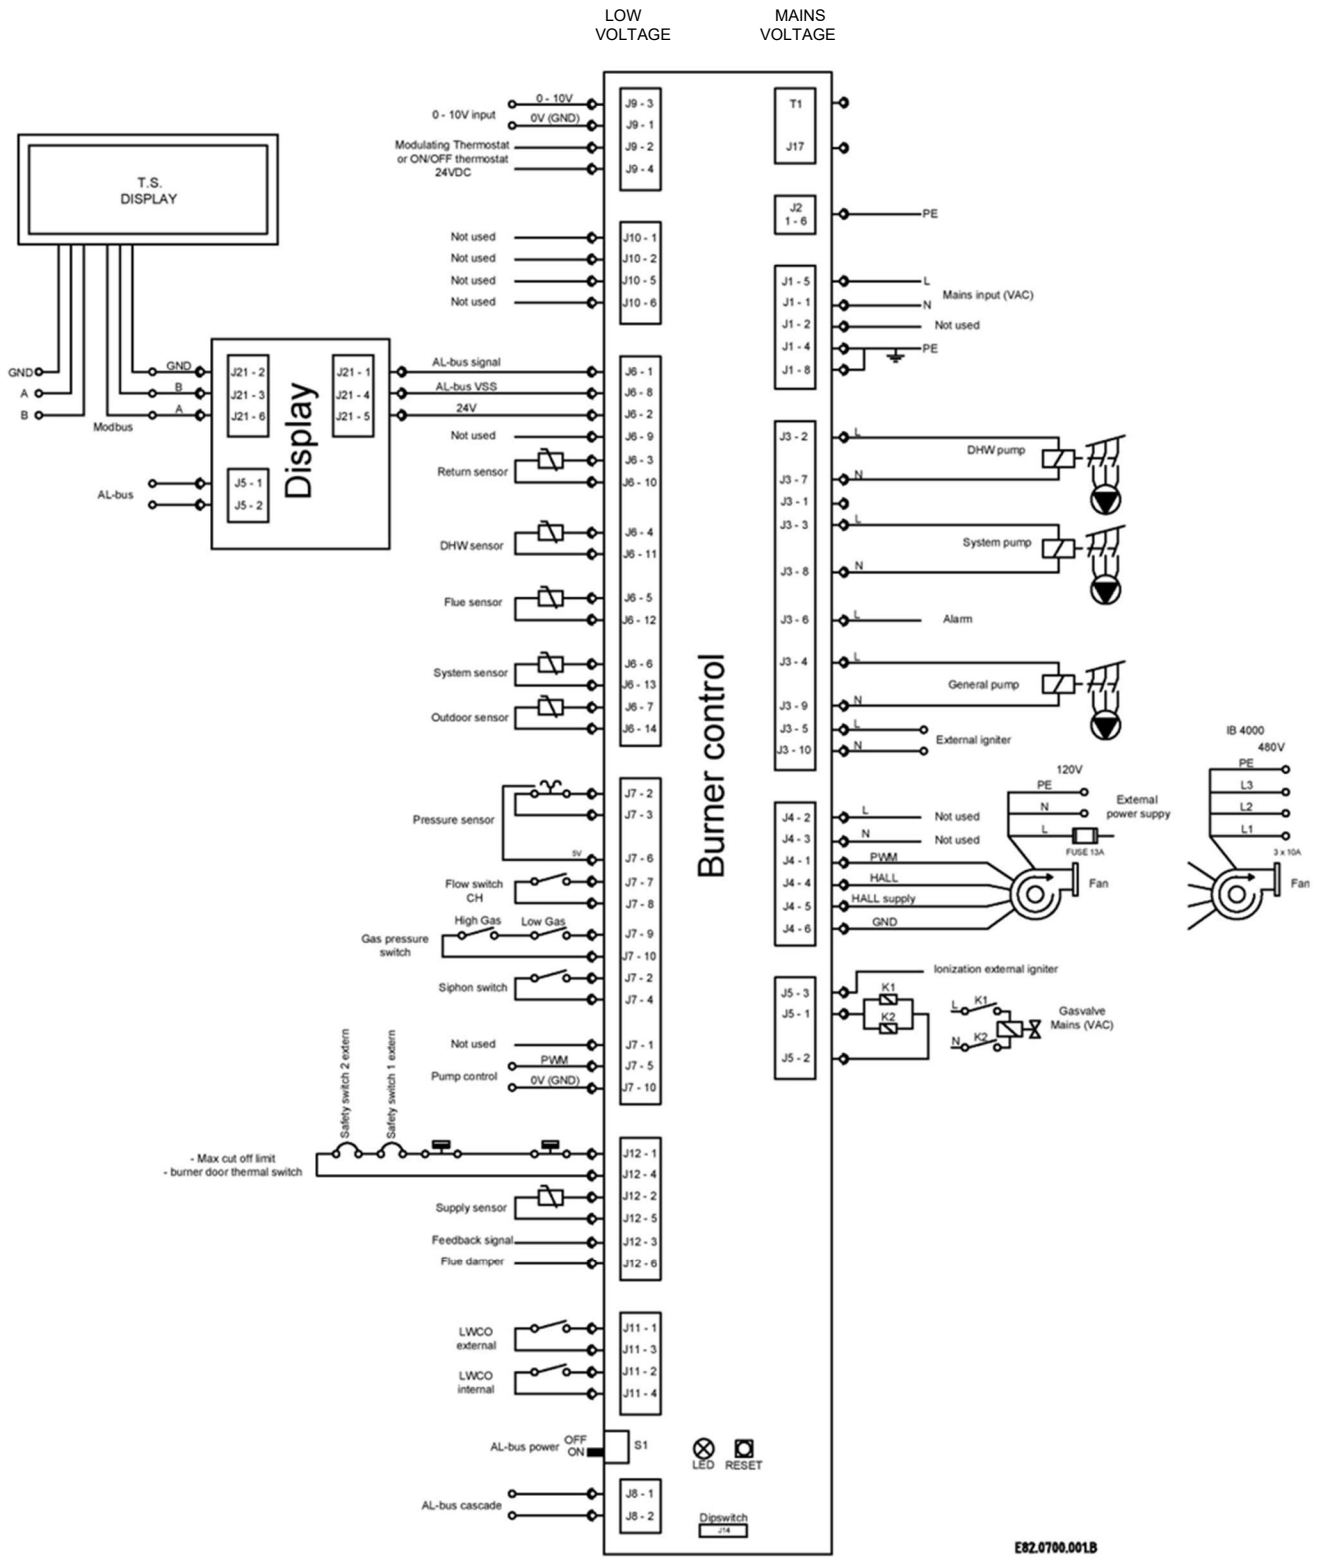 LOW
VOLTAGE
MAINS
VOLTAGE
T.S.
DISPLAY
GND
A
B
Modbus
GND
B
A
J21 - 2
J21 - 3
J21 - 6
J21 - 1
J21 - 4
J21 - 5
Display
AL-bus
J5 - 1
J5 - 2
0 - 10V input
0 - 10V
0V (GND)
J9 - 3
J9 - 1
Modulating Thermostat
or ON/OFF thermostat
24VDC
J9 - 2
J9 - 4
Not used
J10 - 1
Not used
J10 - 2
Not used
J10 - 5
Not used
J10 - 6
AL-bus signal
J6 - 1
AL-bus VSS
J6 - 8
24V
J6 - 2
Not used
J6 - 9
Return sensor
J6 - 3
J6 - 10
DHW sensor
J6 - 4
J6 - 11
Flue sensor
J6 - 5
J6 - 12
System sensor
J6 - 6
J6 - 13
Outdoor sensor
J6 - 7
J6 - 14
Pressure sensor
J7 - 2
J7 - 3
5V
J7 - 6
Flow switch
CH
J7 - 7
J7 - 8
Gas pressure
switch
High Gas
Low Gas
J7 - 9
J7 - 10
Siphon switch
J7 - 2
J7 - 4
Not used
J7 - 1
Pump control
PWM
J7 - 5
0V (GND)
J7 - 10
Safety switch 2 extern
Safety switch 1 extern
- Max cut off limit
- burner door thermal switch
J12 - 1
J12 - 4
Supply sensor
J12 - 2
J12 - 5
Feedback signal
J12 - 3
Flue damper
J12 - 6
LWCO
external
J11 - 1
J11 - 3
LWCO
internal
J11 - 2
J11 - 4
AL-bus power
OFF
ON
S1
AL-bus cascade
J8 - 1
J8 - 2
Burner control
LED
RESET
Dipswitch
J14
T1
J17
J2
1 - 6
PE
J1 - 5
L
J1 - 1
N
Mains input (VAC)
J1 - 2
Not used
J1 - 4
PE
J1 - 8
J3 - 2
L
DHW pump
J3 - 7
N
J3 - 1
J3 - 3
L
System pump
J3 - 8
N
J3 - 6
L
Alarm
J3 - 4
L
General pump
J3 - 9
N
J3 - 5
L
External igniter
J3 - 10
N
J4 - 2
L
Not used
J4 - 3
N
Not used
J4 - 1
PWM
J4 - 4
HALL
J4 - 5
HALL supply
J4 - 6
GND
120V
PE
N
L
External
power suppy
FUSE 13A
Fan
IB 4000
480V
PE
L3
L2
L1
3 x 10A
Fan
Ionization external igniter
J5 - 3
J5 - 1
J5 - 2
K1
K2
L
K1
N
K2
Gasvalve
Mains (VAC)
E82.0700.001.B